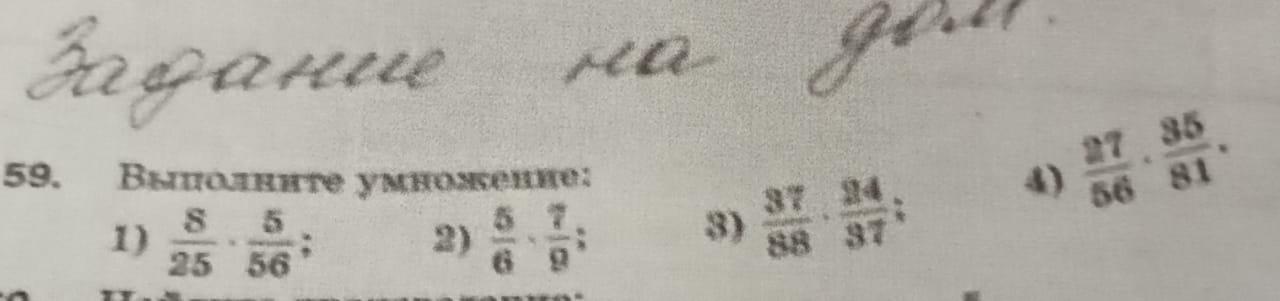 Задание на дом.
59. Выполните умножение:
1) 8/25 · 5/56; 2) 5/6 · 7/9; 3) 37/88 · 24/37; 4) 27/56 · 35/81.